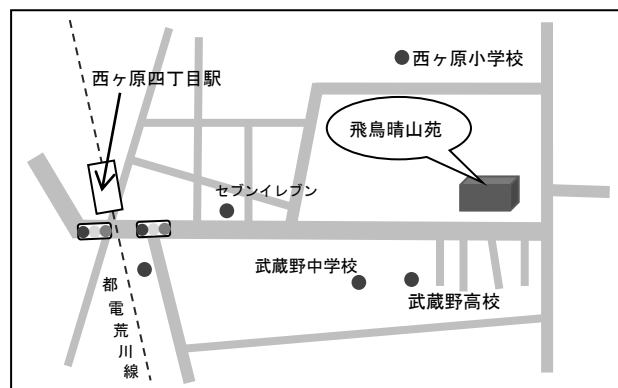 西ヶ原小学校
西ヶ原四丁目駅
飛鳥晴山苑
セブンイレブン
武蔵野中学校
武蔵野高校
都電荒川線